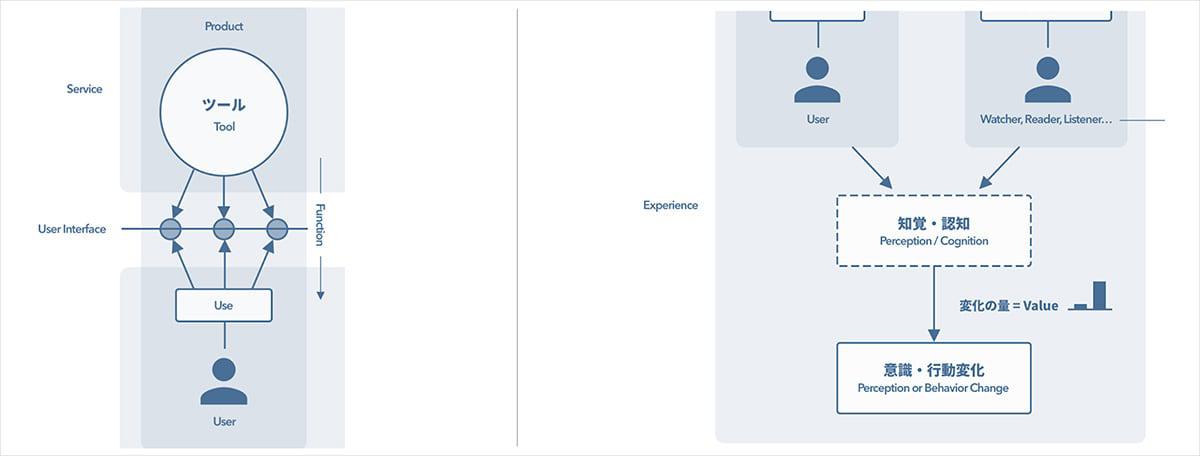 Product
Service
ツール
Tool
User Interface
Function
Use
User
User
Watcher, Reader, Listener...
Experience
知覚・認知
Perception / Cognition
変化の量 = Value
意識・行動変化
Perception or Behavior Change